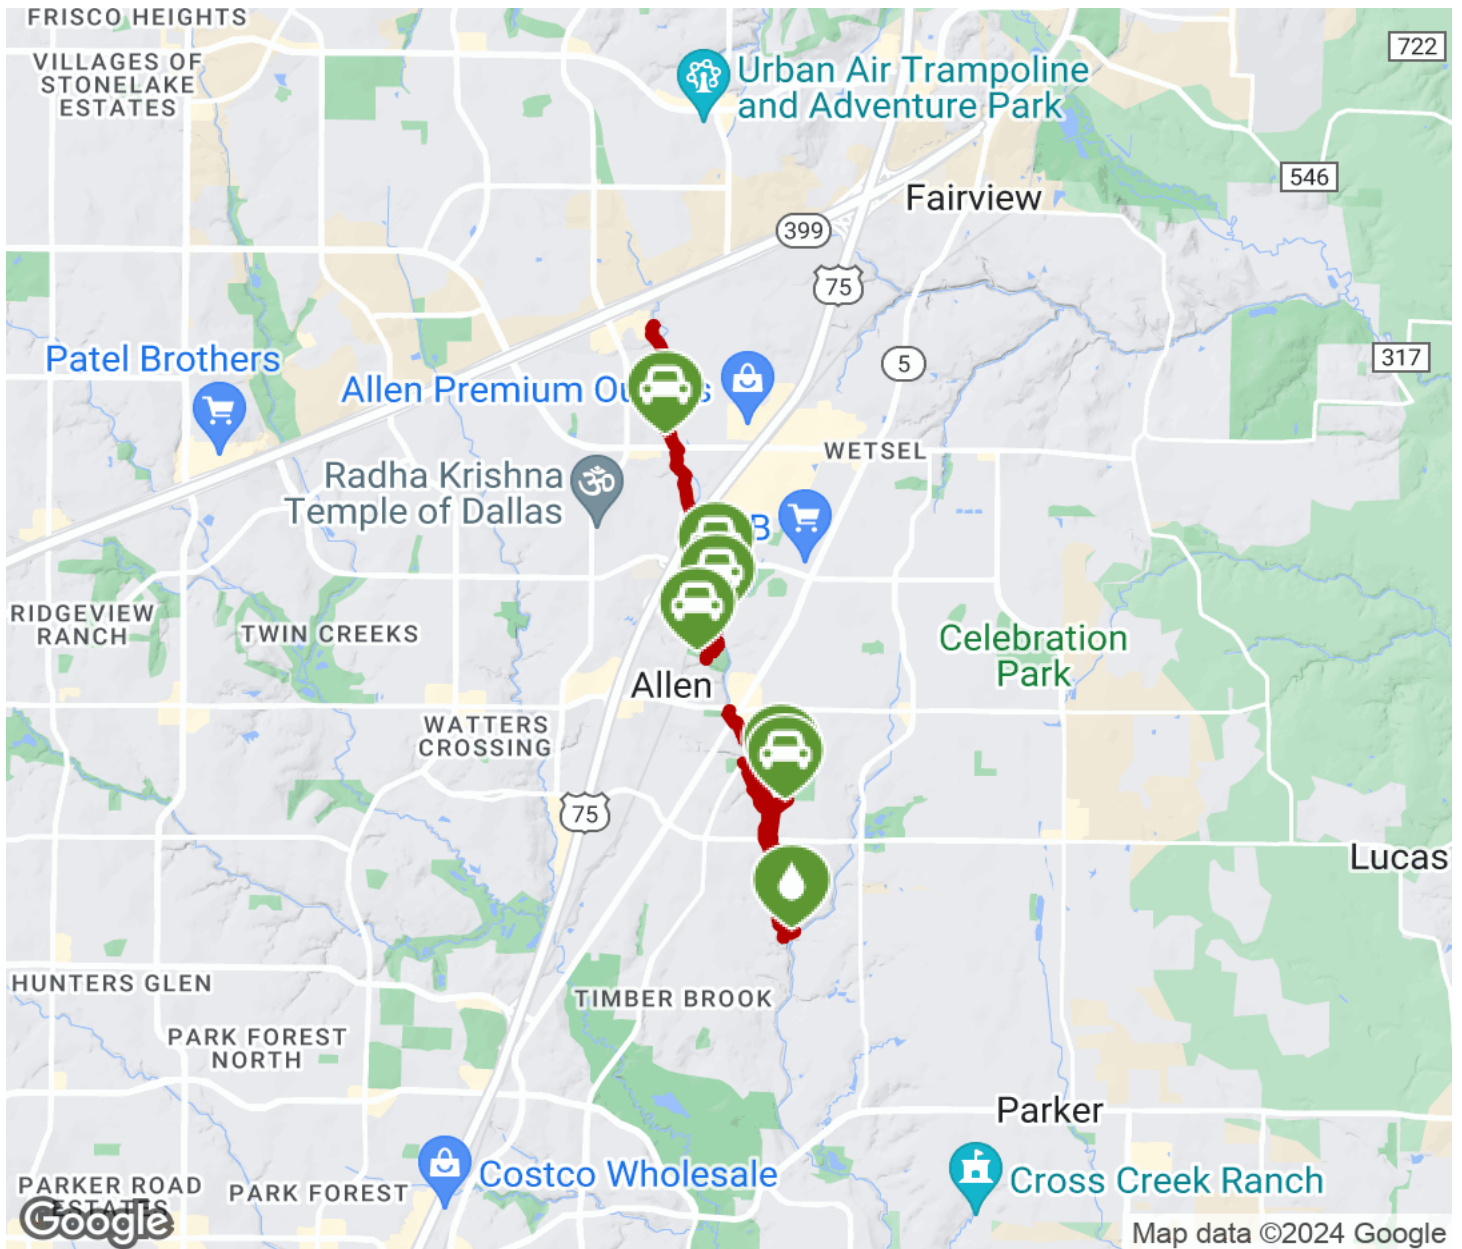 FRISCO HEIGHTS
VILLAGES OF
STONELAKE
ESTATES
Urban Air Trampoline
and Adventure Park
722
546
Fairview
399
75
5
317
Patel Brothers
Allen Premium Ou s
WETSEL
Radha Krishna
Temple of Dallas
ॐ
B
RIDGEVIEW
RANCH
TWIN CREEKS
Celebration
Park
Allen
WATTERS
CROSSING
75
Lucas
HUNTERS GLEN
TIMBER BROOK
PARK FOREST
NORTH
Parker
Costco Wholesale
Cross Creek Ranch
PARKER ROAD
ESTATES
PARK FOREST
Google
Map data ©2024 Google